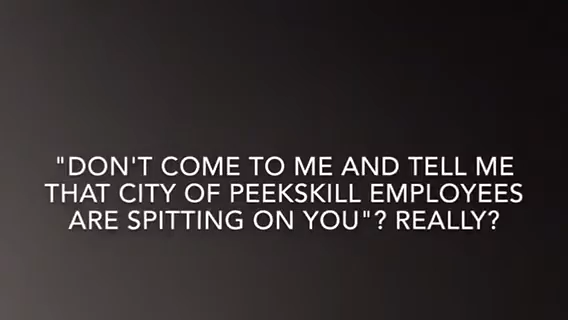 "DON'T COME TO ME AND TELL ME
THAT CITY OF PEEKSKILL EMPLOYEES
ARE SPITTING ON YOU"? REALLY?